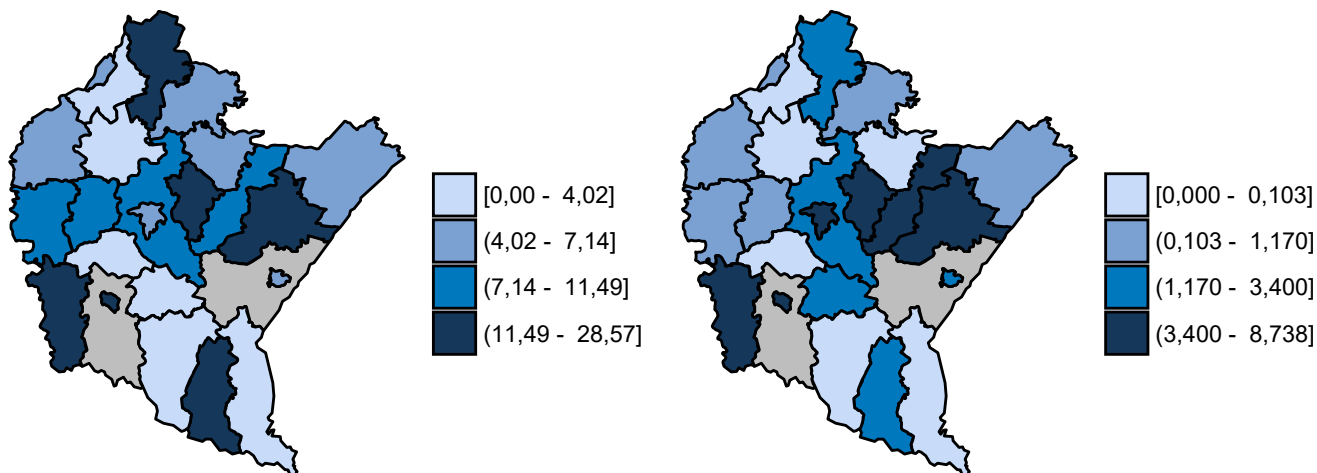 [0,00 - 4,02]
(4,02 - 7,14]
(7,14 - 11,49]
(11,49 - 28,57]
[0,000 - 0,103]
(0,103 - 1,170]
(1,170 - 3,400]
(3,400 - 8,738]